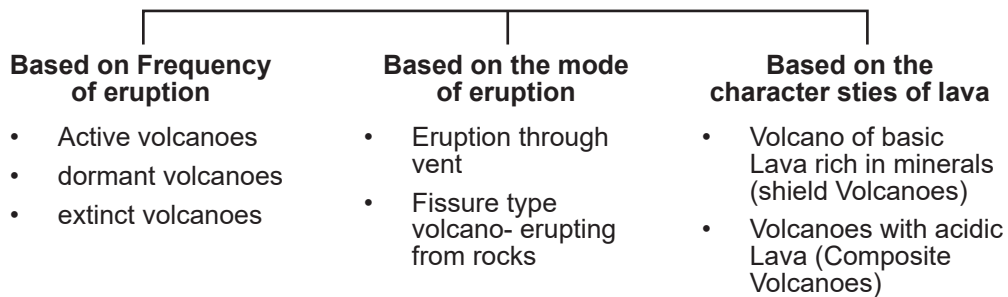 Based on Frequency
of eruption
• Active volcanoes
• dormant volcanoes
• extinct volcanoes
Based on the mode
of eruption
• Eruption through
vent
• Fissure type
volcano- erupting
from rocks
Based on the
character sties of lava
• Volcano of basic
Lava rich in minerals
(shield Volcanoes)
• Volcanoes with acidic
Lava (Composite
Volcanoes)